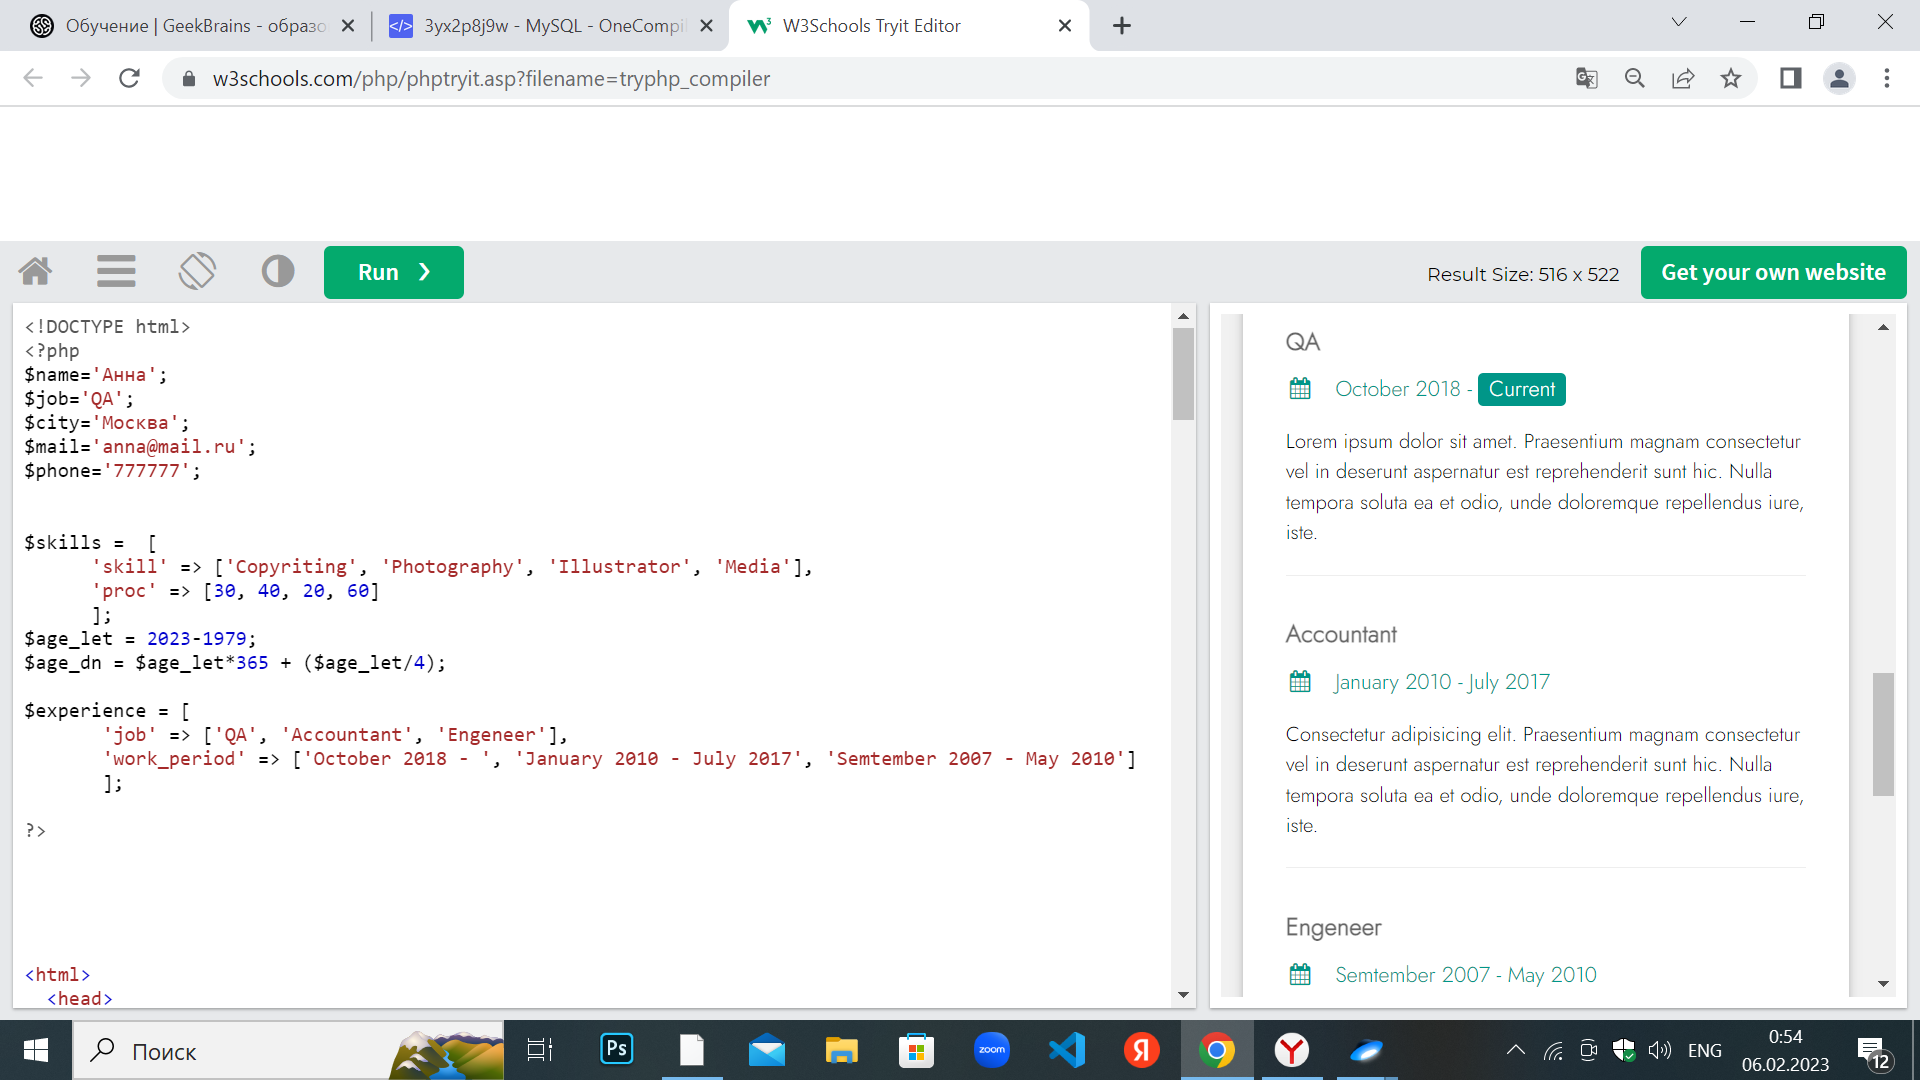 Обучение | GeekBrains - образо
3yx2p8j9w - MySQL - OneCompil
W3Schools Tryit Editor
w3schools.com/php/phptryit.asp?filename=tryphp_compiler
Run ❯
Result Size: 516 x 522
Get your own website
<!DOCTYPE html>
<?php
$name='Анна';
$job='QA';
$city='Москва';
$mail='anna@mail.ru';
$phone='777777';
$skills =  [
'skill' => ['Copyriting', 'Photography', 'Illustrator', 'Media'],
'proc' => [30, 40, 20, 60]
];
$age_let = 2023-1979;
$age_dn = $age_let*365 + ($age_let/4);
$experience = [
'job' => ['QA', 'Accountant', 'Engeneer'],
'work_period' => ['October 2018 - ', 'January 2010 - July 2017', 'Semtember 2007 - May 2010']
];
?>
<html>
<head>
QA
October 2018 - Current
Lorem ipsum dolor sit amet. Praesentium magnam consectetur
vel in deserunt aspernatur est reprehenderit sunt hic. Nulla
tempora soluta ea et odio, unde doloremque repellendus iure,
iste.
Accountant
January 2010 - July 2017
Consectetur adipisicing elit. Praesentium magnam consectetur
vel in deserunt aspernatur est reprehenderit sunt hic. Nulla
tempora soluta ea et odio, unde doloremque repellendus iure,
iste.
Engeneer
Semtember 2007 - May 2010
Поиск
Ps
zoom
Я
Y
ENG
0:54
06.02.2023
12